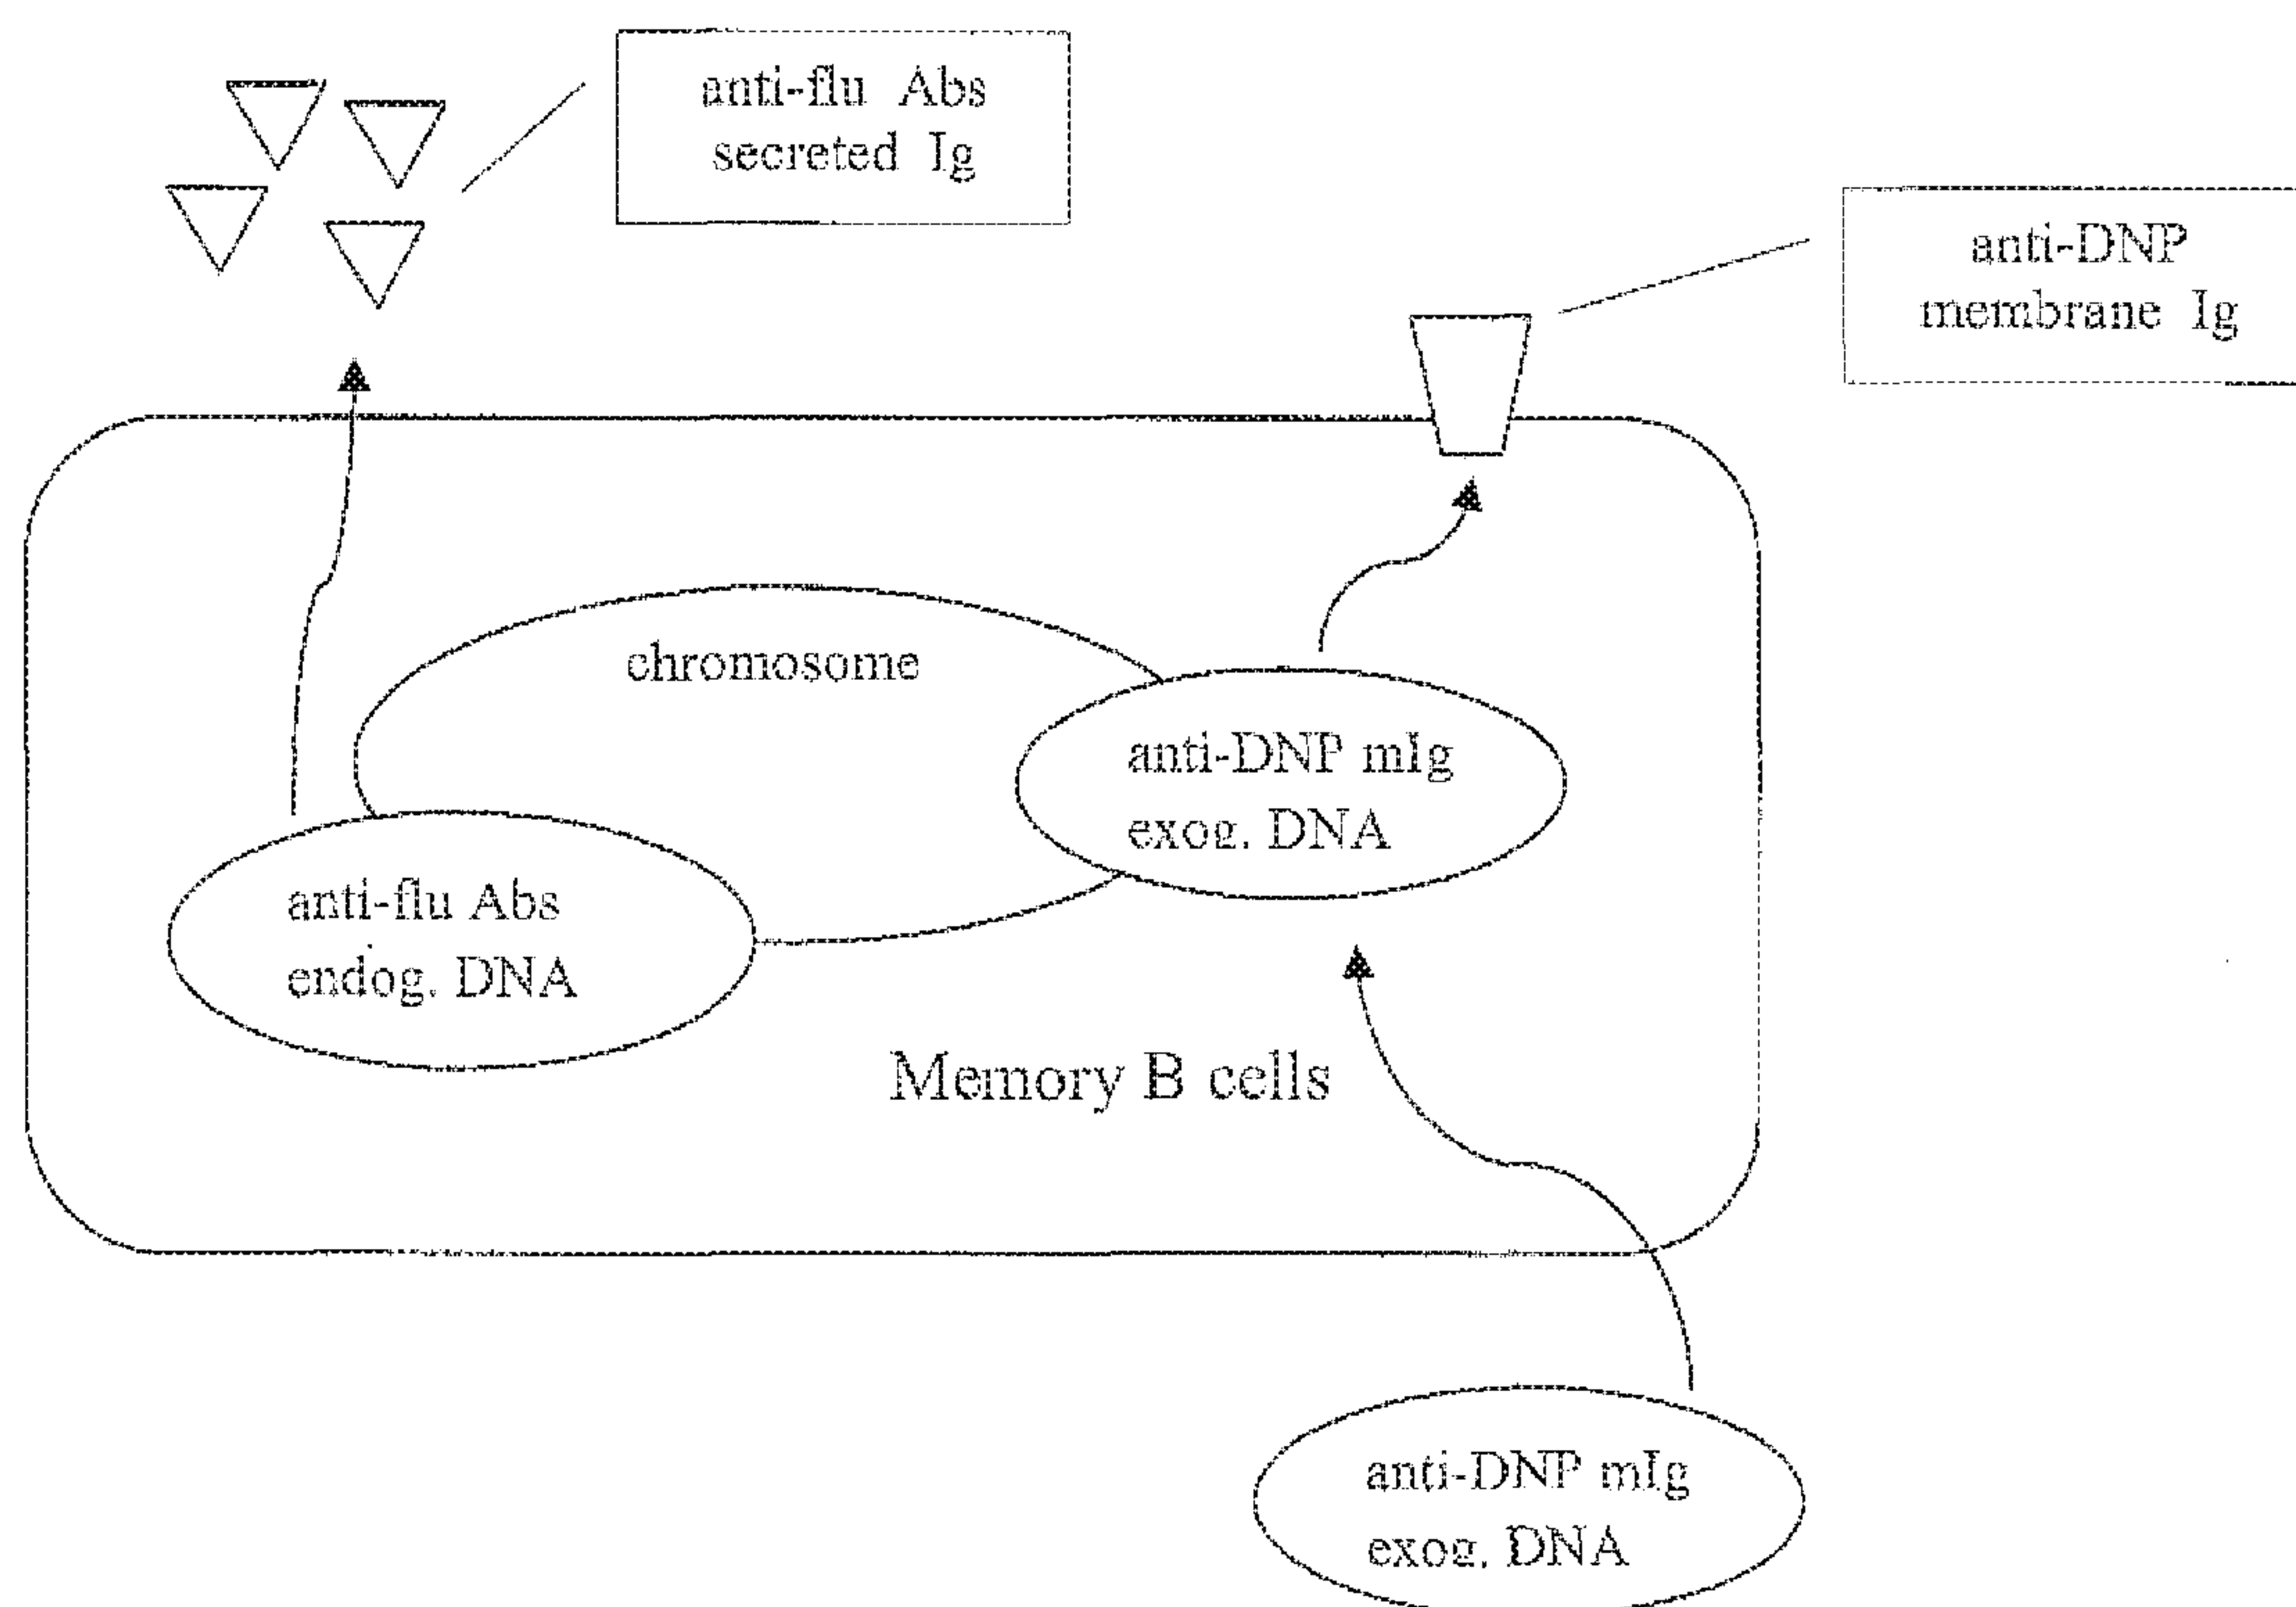 anti-flu Abs
secreted Ig
anti-DNP
membrane Ig
chromosome
anti-DNP mIg
exog. DNA
anti-flu Abs
endog. DNA
Memory B cells
anti-DNP mIg
exog. DNA